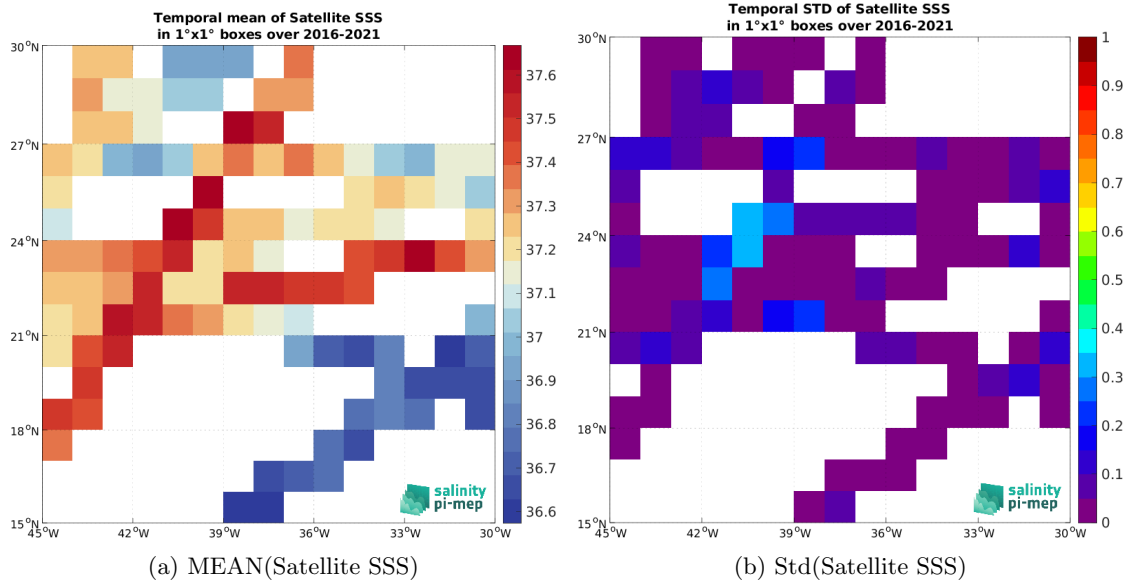 Temporal mean of Satellite SSS
in 1°x1° boxes over 2016-2021
30°N
27°N
24°N
21°N
18°N
15°N
45°W
42°W
39°W
36°W
33°W
30°W
37.6
37.5
37.4
37.3
37.2
37.1
37
36.9
36.8
36.7
36.6
salinity
pi-mep
(a) MEAN(Satellite SSS)
Temporal STD of Satellite SSS
in 1°x1° boxes over 2016-2021
30°N
27°N
24°N
21°N
18°N
15°N
45°W
42°W
39°W
36°W
33°W
30°W
1
0.9
0.8
0.7
0.6
0.5
0.4
0.3
0.2
0.1
0
salinity
pi-mep
(b) Std(Satellite SSS)